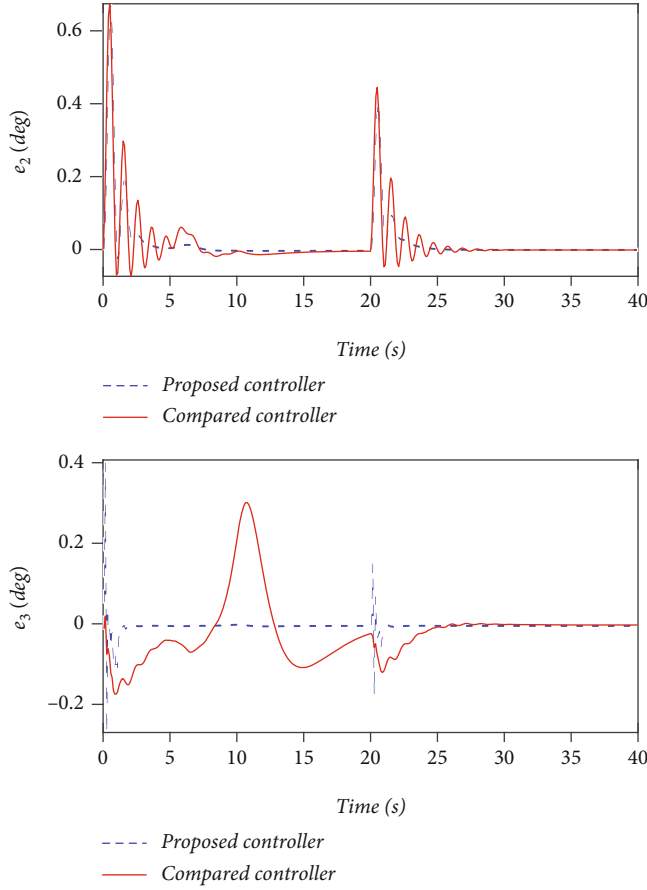 0.6
0.4
0.2
0
e₂ (deg)
0 5 10 15 20 25 30 35 40
Time (s)
Proposed controller
Compared controller
0.4
0.2
0
−0.2
e₃ (deg)
0 5 10 15 20 25 30 35 40
Time (s)
Proposed controller
Compared controller